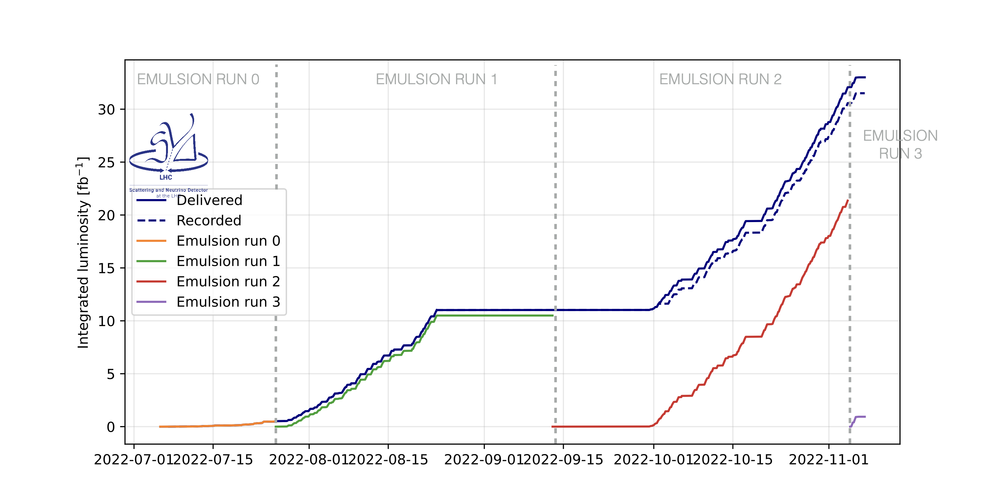 EMULSION RUN 0
EMULSION RUN 1
EMULSION RUN 2
EMULSION
RUN 3
LHC
Scattering and Neutrino Detector
at the LHC
Delivered
Recorded
Emulsion run 0
Emulsion run 1
Emulsion run 2
Emulsion run 3
Integrated luminosity [fb⁻¹]
30
25
20
15
10
5
0
2022-07-01 2022-07-15 2022-08-01 2022-08-15 2022-09-01 2022-09-15 2022-10-01 2022-10-15 2022-11-01